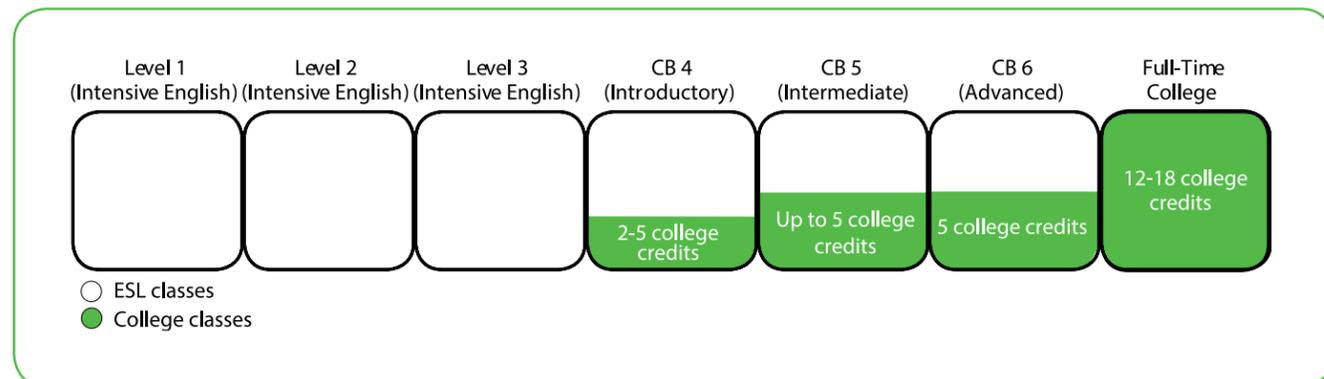 Level 1
(Intensive English)
Level 2
(Intensive English)
Level 3
(Intensive English)
CB 4
(Introductory)
CB 5
(Intermediate)
CB 6
(Advanced)
Full-Time
College
2-5 college
credits
Up to 5 college
credits
5 college credits
12-18 college
credits
ESL classes
College classes